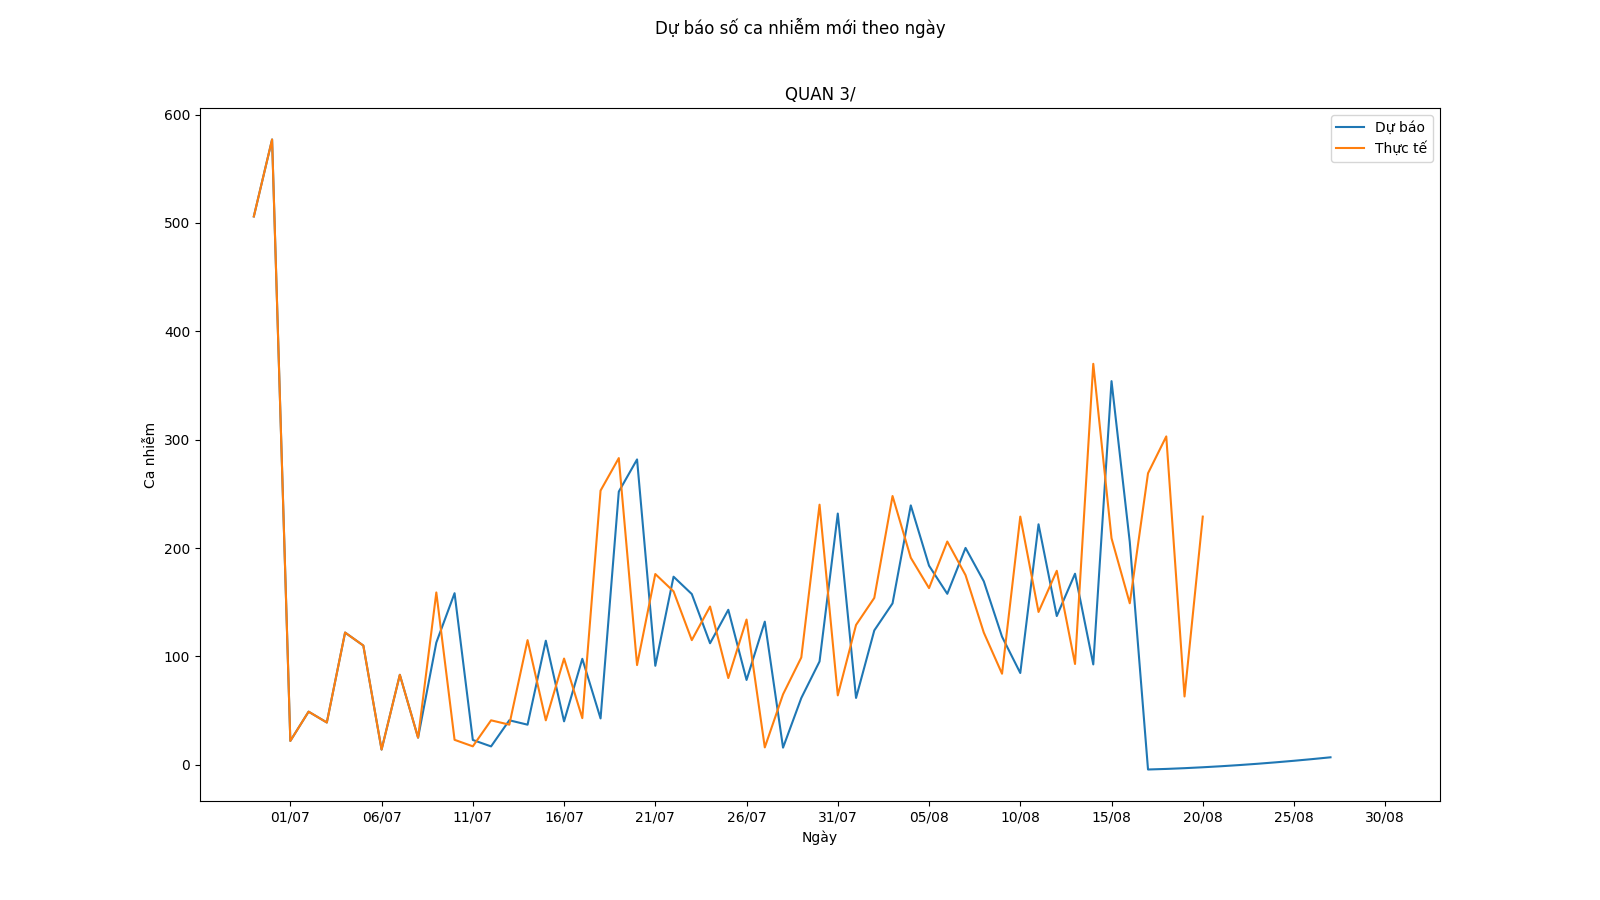 Dự báo số ca nhiễm mới theo ngày
QUAN 3/
600
500
400
300
200
100
0
Ca nhiễm
Dự báo
Thực tế
01/07 06/07 11/07 16/07 21/07 26/07 31/07 05/08 10/08 15/08 20/08 25/08 30/08
Ngày